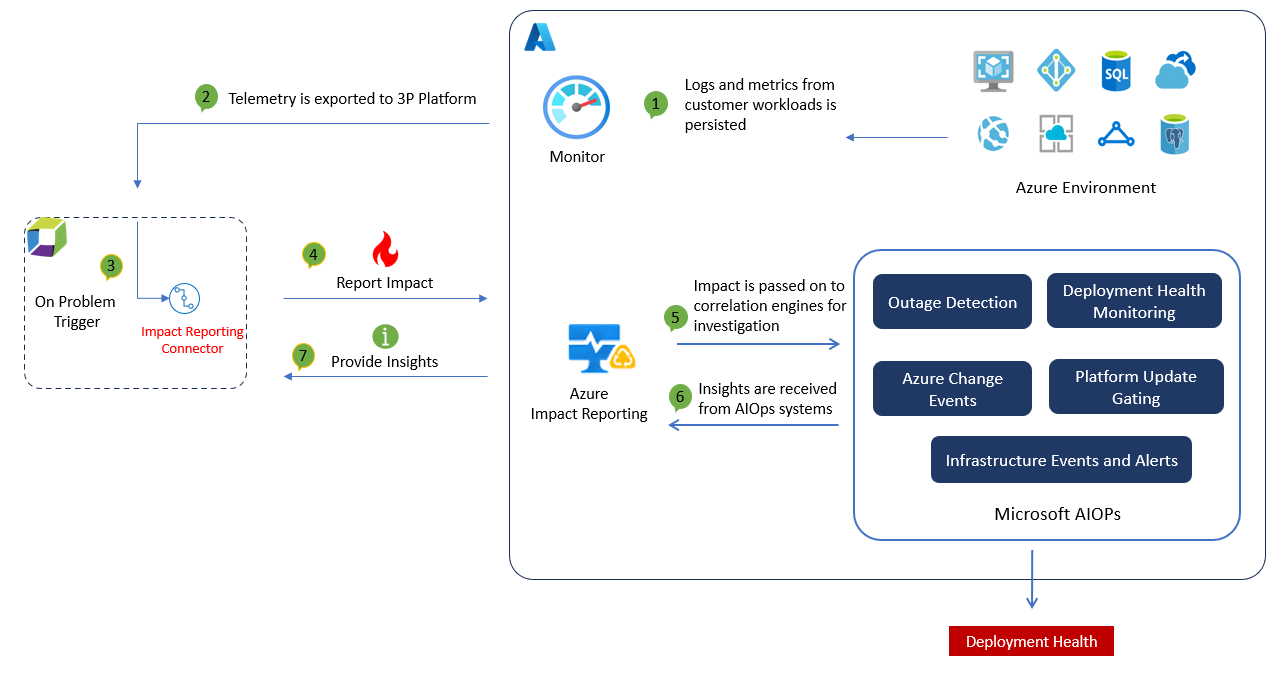 2
Telemetry is exported to 3P Platform
Monitor
1
Logs and metrics from
customer workloads is
persisted
SQL
Azure Environment
3
On Problem
Trigger
Impact Reporting
Connector
4
Report Impact
i
7
Provide Insights
Azure
Impact Reporting
5
Impact is passed on to
correlation engines for
investigation
6
Insights are received
from AIOps systems
Outage Detection
Deployment Health
Monitoring
Azure Change
Events
Platform Update
Gating
Infrastructure Events and Alerts
Microsoft AIOPs
Deployment Health